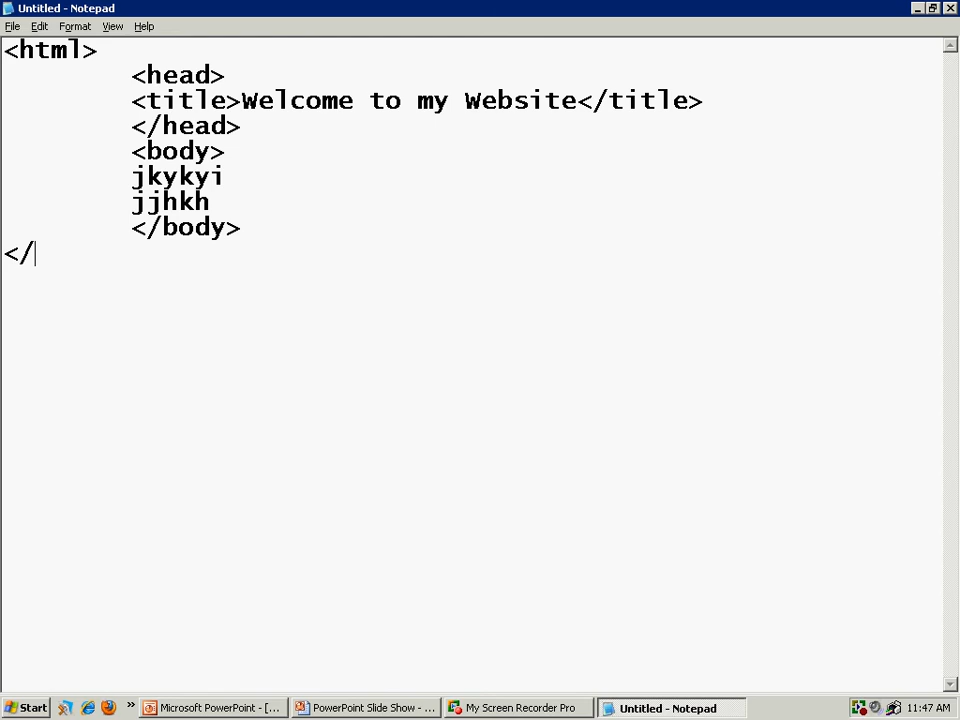 Untitled - Notepad
File Edit Format View Help
<html>
<head>
<title>Welcome to my Website</title>
</head>
<body>
jkykyi
jjhkh
</body>
</
Start » Microsoft PowerPoint - [... PowerPoint Slide Show - ... My Screen Recorder Pro Untitled - Notepad 11:47 AM